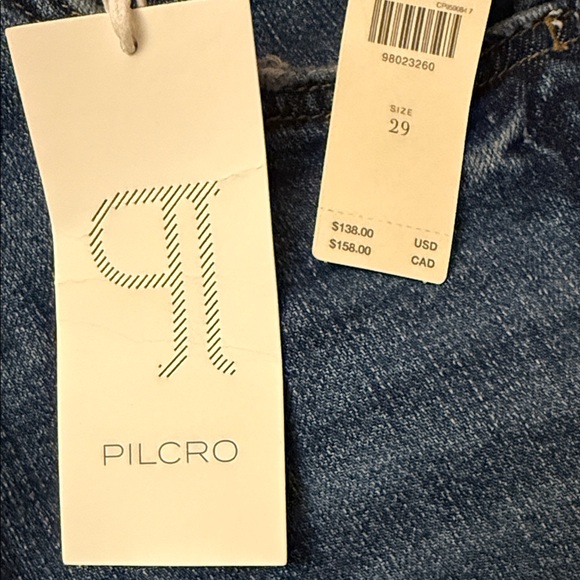 PILCRO
98023260
SIZE
29
$138.00 USD
$158.00 CAD